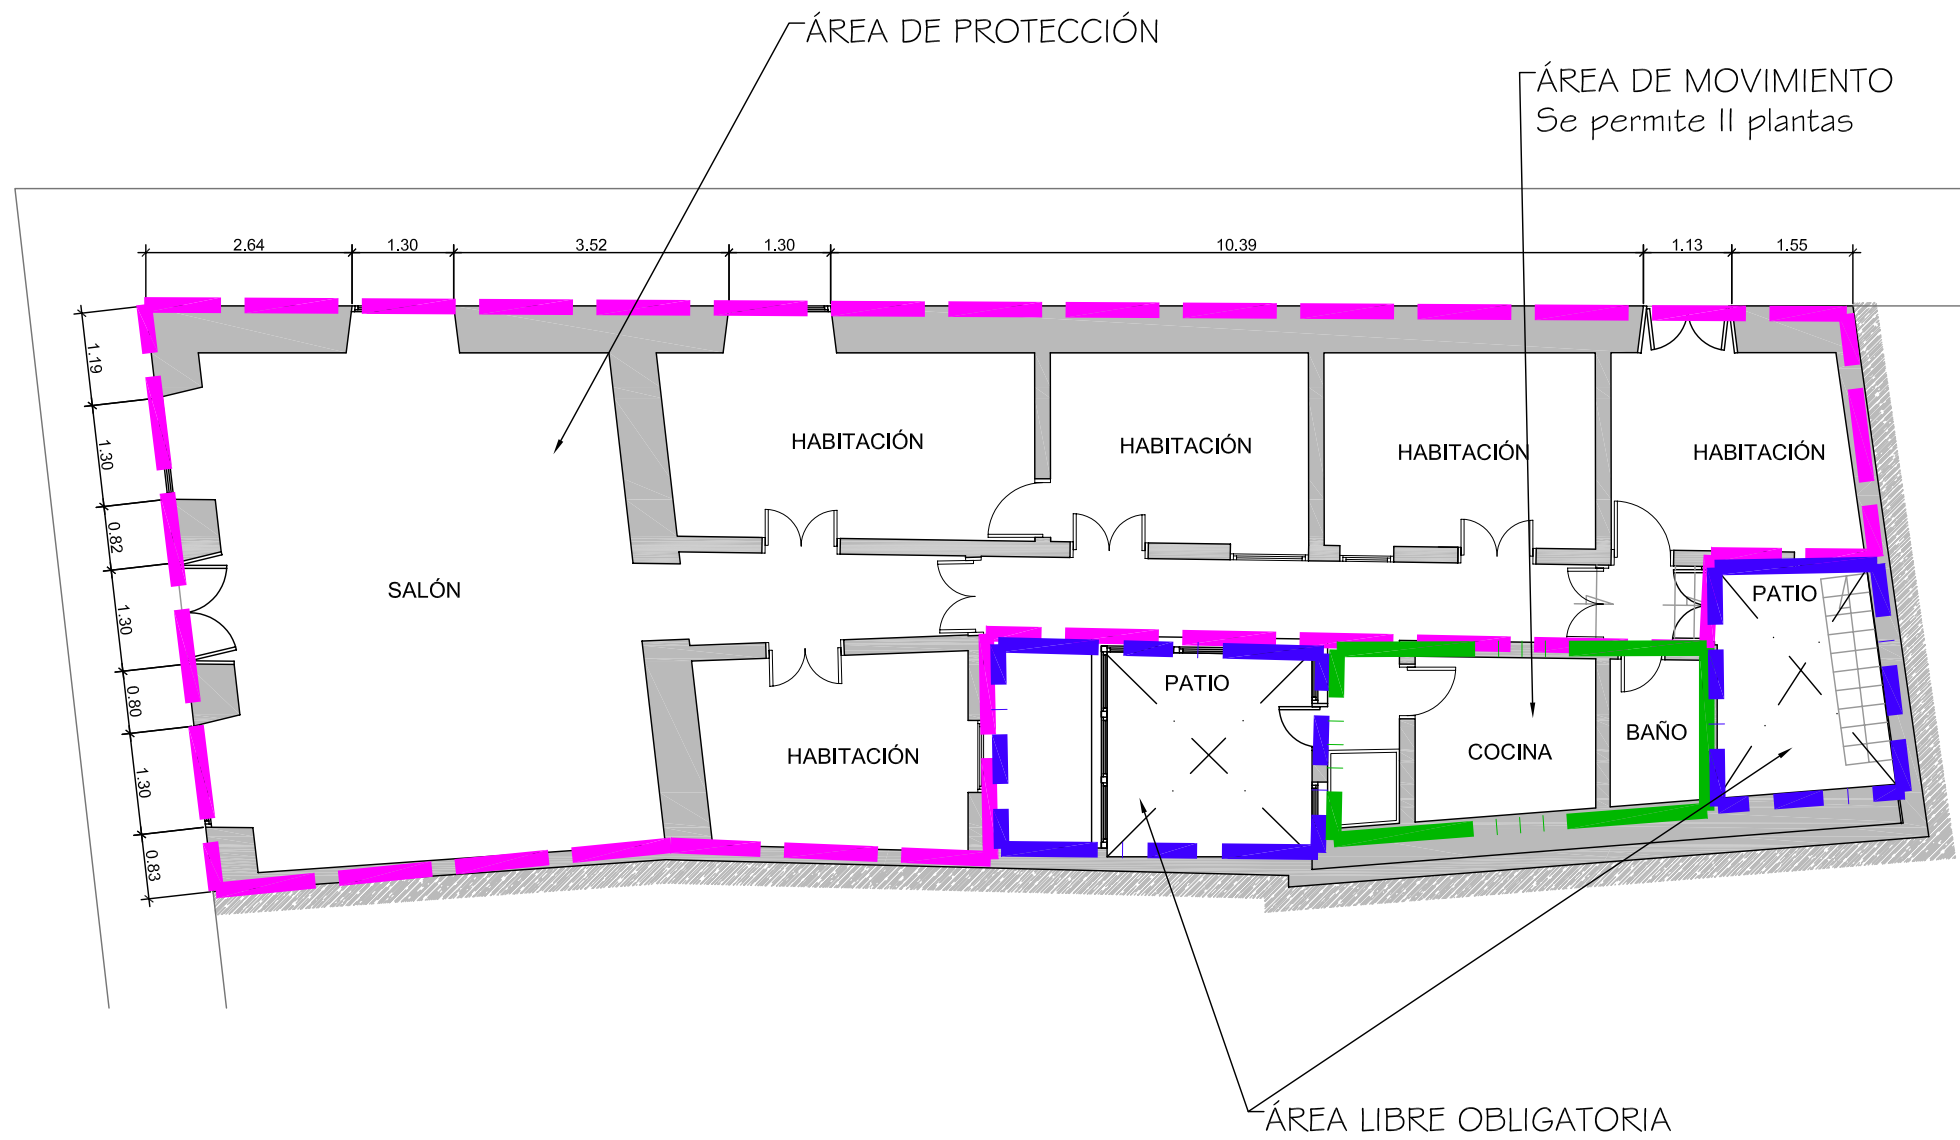 ÁREA DE PROTECCIÓN
ÁREA DE MOVIMIENTO
Se permite II plantas
2.64
1.30
3.52
1.30
10.39
1.13
1.55
1.19
1.30
0.82
1.30
0.80
1.30
0.83
HABITACIÓN
HABITACIÓN
HABITACIÓN
HABITACIÓN
SALÓN
PATIO
PATIO
HABITACIÓN
COCINA
BAÑO
ÁREA LIBRE OBLIGATORIA